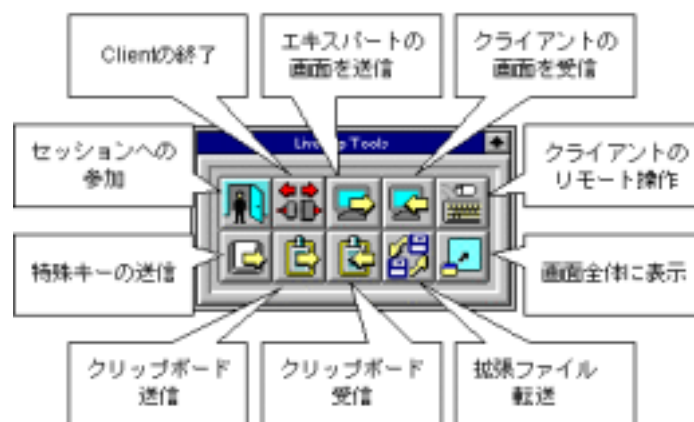 Clientの終了
エキスパートの
画面を送信
クライアントの
画面を受信
セッションへの
参加
Tools
クライアントの
リモート操作
特殊キーの送信
画面全体に表示
クリップボード
送信
クリップボード
受信
拡張ファイル
転送